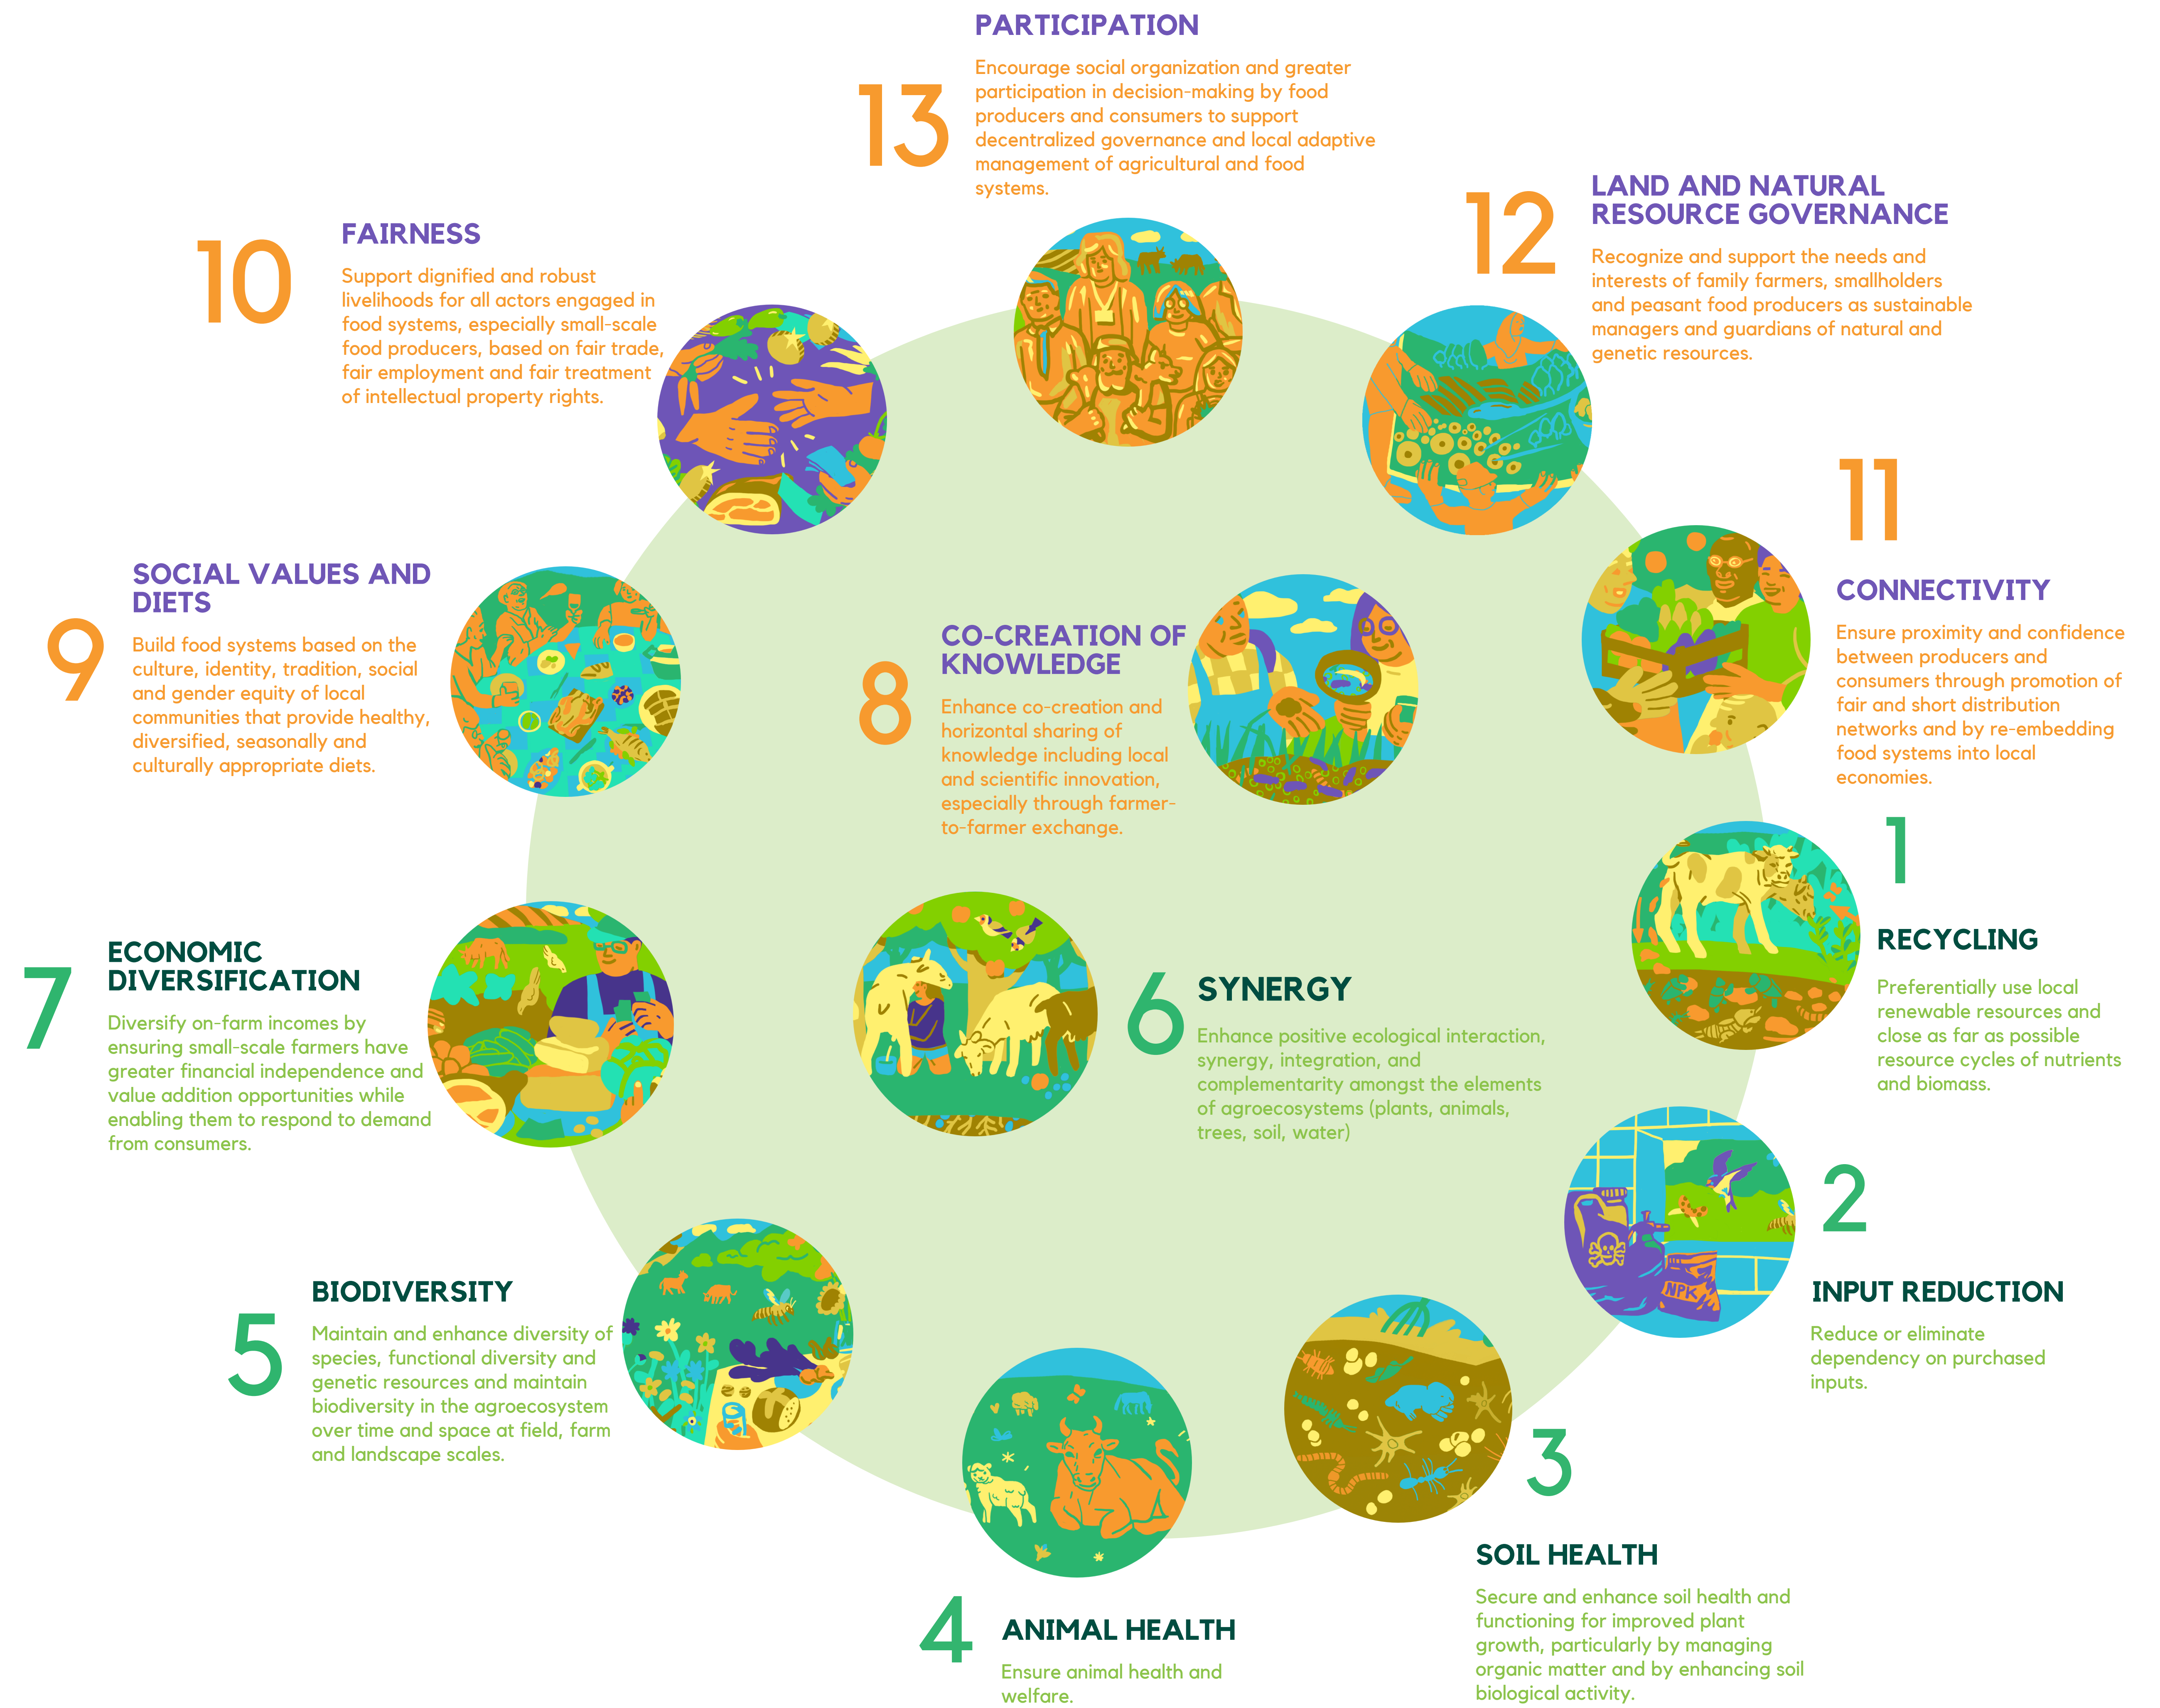 PARTICIPATION
13
Encourage social organization and greater
participation in decision-making by food
producers and consumers to support
decentralized governance and local adaptive
management of agricultural and food
systems.
12
LAND AND NATURAL
RESOURCE GOVERNANCE
Recognize and support the needs and
interests of family farmers, smallholders
and peasant food producers as sustainable
managers and guardians of natural and
genetic resources.
10
FAIRNESS
Support dignified and robust
livelihoods for all actors engaged in
food systems, especially small-scale
food producers, based on fair trade,
fair employment and fair treatment
of intellectual property rights.
11
CONNECTIVITY
Ensure proximity and confidence
between producers and
consumers through promotion of
fair and short distribution
networks and by re-embedding
food systems into local
economies.
9
SOCIAL VALUES AND
DIETS
Build food systems based on the
culture, identity, tradition, social
and gender equity of local
communities that provide healthy,
diversified, seasonally and
culturally appropriate diets.
8
CO-CREATION OF
KNOWLEDGE
Enhance co-creation and
horizontal sharing of
knowledge including local
and scientific innovation,
especially through farmer-
to-farmer exchange.
1
RECYCLING
Preferentially use local
renewable resources and
close as far as possible
resource cycles of nutrients
and biomass.
7
ECONOMIC
DIVERSIFICATION
Diversify on-farm incomes by
ensuring small-scale farmers have
greater financial independence and
value addition opportunities while
enabling them to respond to demand
from consumers.
6
SYNERGY
Enhance positive ecological interaction,
synergy, integration, and
complementarity amongst the elements
of agroecosystems (plants, animals,
trees, soil, water)
2
NPK
INPUT REDUCTION
Reduce or eliminate
dependency on purchased
inputs.
5
BIODIVERSITY
Maintain and enhance diversity of
species, functional diversity and
genetic resources and maintain
biodiversity in the agroecosystem
over time and space at field, farm
and landscape scales.
3
SOIL HEALTH
Secure and enhance soil health and
functioning for improved plant
growth, particularly by managing
organic matter and by enhancing soil
biological activity.
4
ANIMAL HEALTH
Ensure animal health and
welfare.